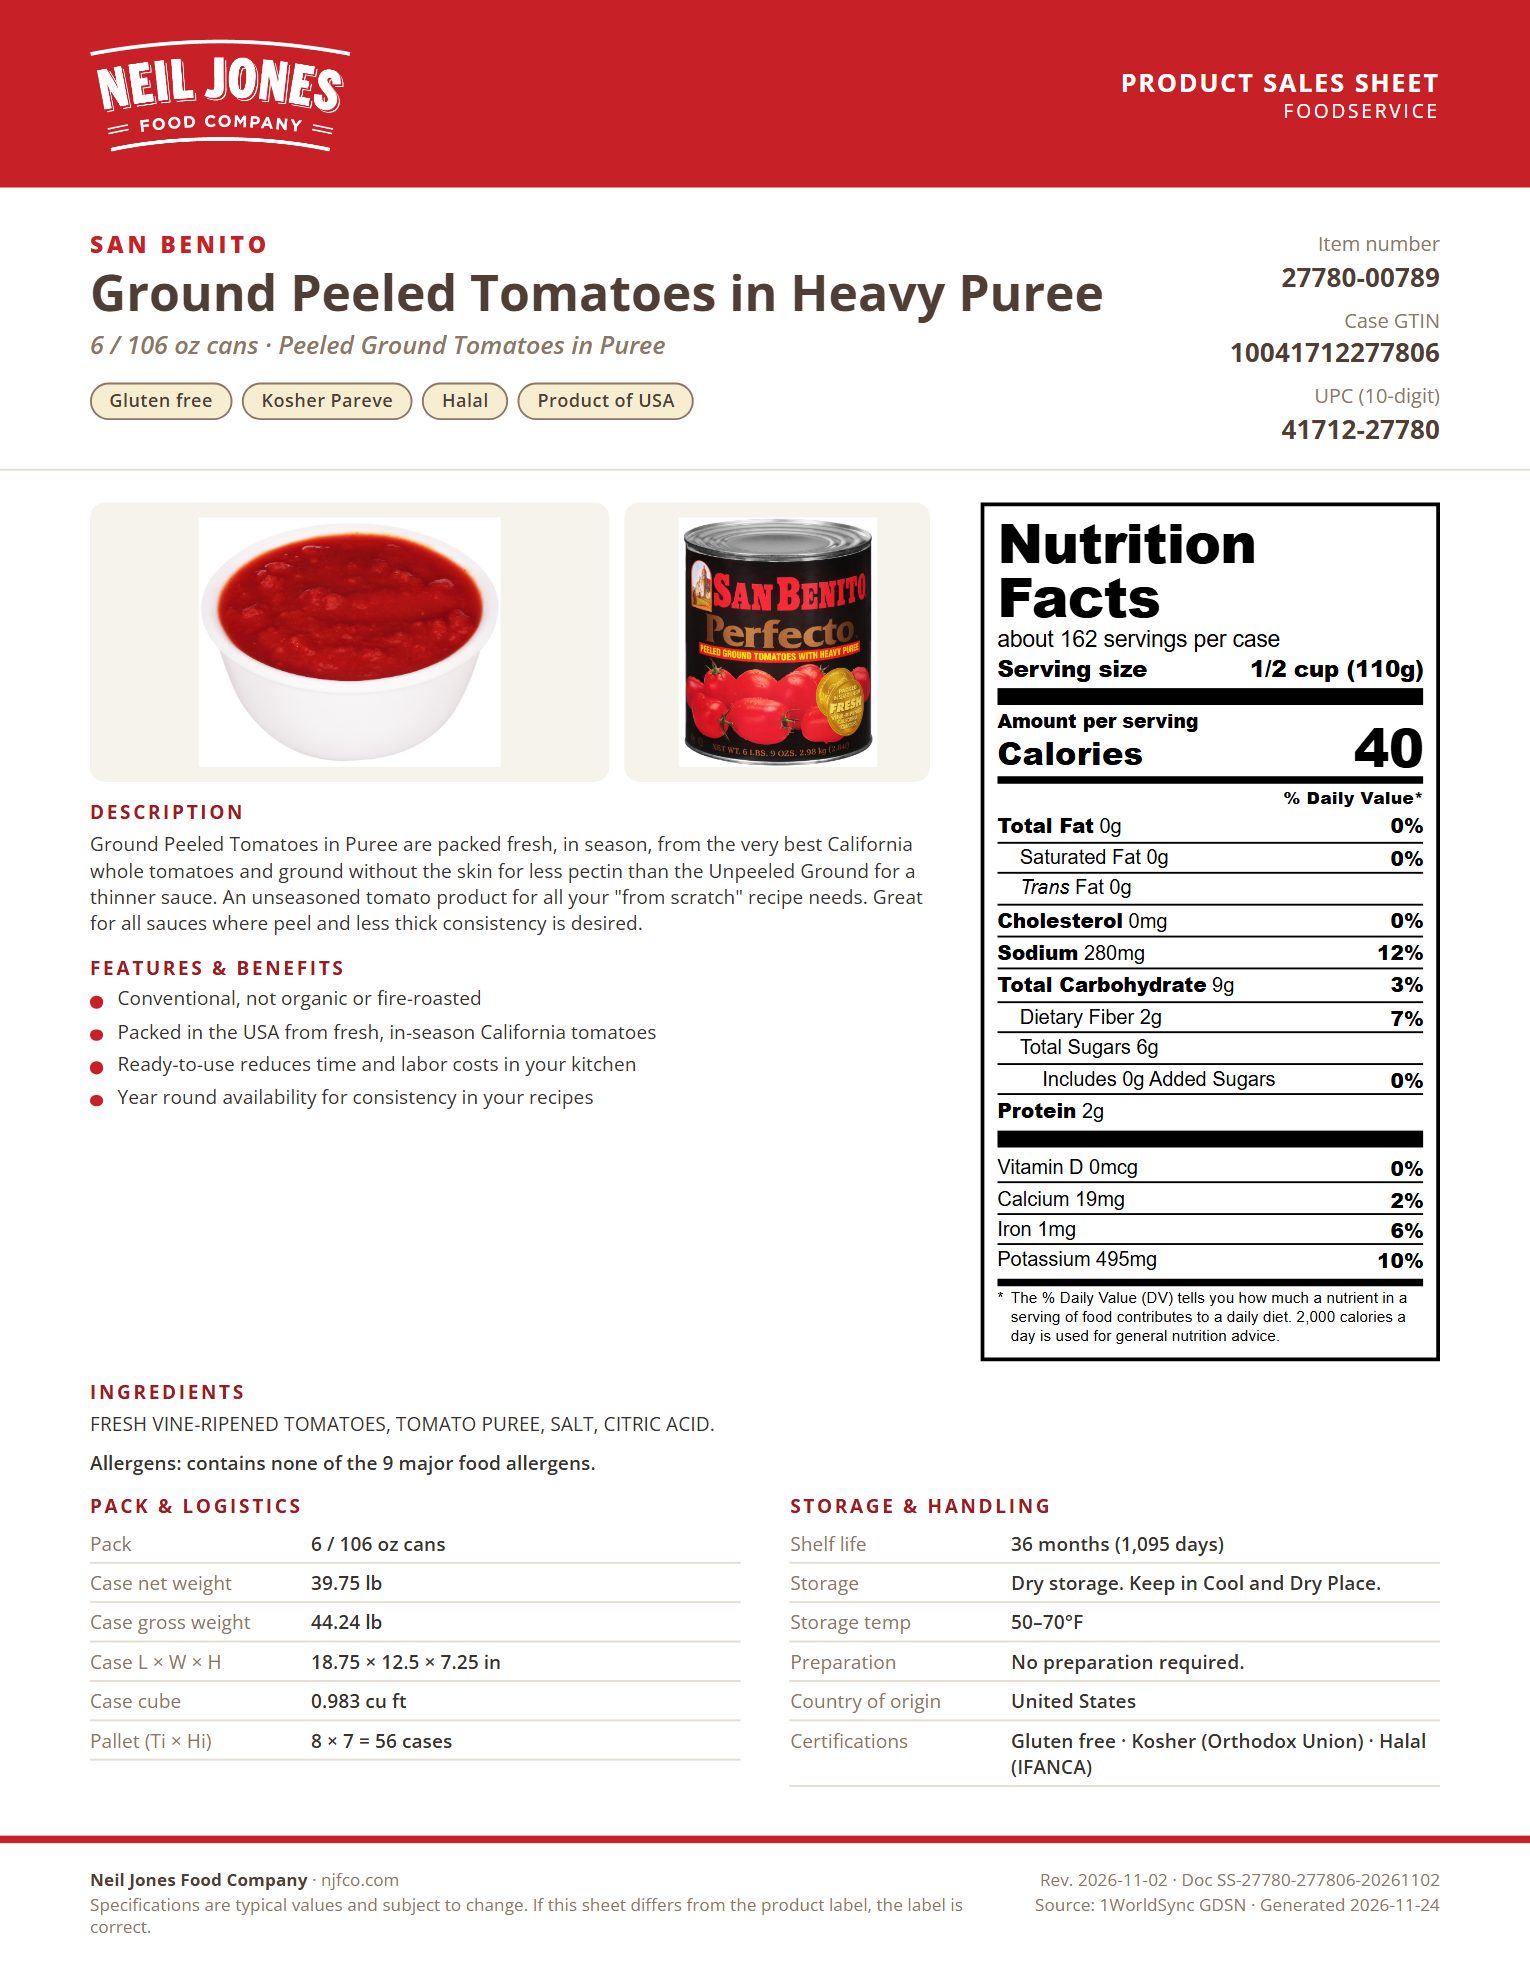 NEIL JONES
FOOD COMPANY
PRODUCT SALES SHEET
FOODSERVICE
SAN BENITO
Ground Peeled Tomatoes in Heavy Puree
6 / 106 oz cans · Peeled Ground Tomatoes in Puree
Gluten free
Kosher Pareve
Halal
Product of USA
Item number
27780-00789
Case GTIN
10041712277806
UPC (10-digit)
41712-27780
SAN BENITO
Perfecto
PEELED GROUND TOMATOES WITH HEAVY PUREE
FRESH
NET WT. 6 LBS. 9 OZS. 2.98 kg
DESCRIPTION
Ground Peeled Tomatoes in Puree are packed fresh, in season, from the very best California
whole tomatoes and ground without the skin for less pectin than the Unpeeled Ground for a
thinner sauce. An unseasoned tomato product for all your "from scratch" recipe needs. Great
for all sauces where peel and less thick consistency is desired.
FEATURES & BENEFITS
Conventional, not organic or fire-roasted
Packed in the USA from fresh, in-season California tomatoes
Ready-to-use reduces time and labor costs in your kitchen
Year round availability for consistency in your recipes
Nutrition
Facts
about 162 servings per case
Serving size 1/2 cup (110g)
Amount per serving
Calories 40
% Daily Value*
Total Fat 0g 0%
Saturated Fat 0g 0%
Trans Fat 0g
Cholesterol 0mg 0%
Sodium 280mg 12%
Total Carbohydrate 9g 3%
Dietary Fiber 2g 7%
Total Sugars 6g
Includes 0g Added Sugars 0%
Protein 2g
Vitamin D 0mcg 0%
Calcium 19mg 2%
Iron 1mg 6%
Potassium 495mg 10%
* The % Daily Value (DV) tells you how much a nutrient in a
serving of food contributes to a daily diet. 2,000 calories a
day is used for general nutrition advice.
INGREDIENTS
FRESH VINE-RIPENED TOMATOES, TOMATO PUREE, SALT, CITRIC ACID.
Allergens: contains none of the 9 major food allergens.
PACK & LOGISTICS
Pack 6 / 106 oz cans
Case net weight 39.75 lb
Case gross weight 44.24 lb
Case L × W × H 18.75 × 12.5 × 7.25 in
Case cube 0.983 cu ft
Pallet (Ti × Hi) 8 × 7 = 56 cases
STORAGE & HANDLING
Shelf life 36 months (1,095 days)
Storage Dry storage. Keep in Cool and Dry Place.
Storage temp 50–70°F
Preparation No preparation required.
Country of origin United States
Certifications Gluten free · Kosher (Orthodox Union) · Halal
(IFANCA)
Neil Jones Food Company · njfco.com
Specifications are typical values and subject to change. If this sheet differs from the product label, the label is
correct.
Rev. 2026-11-02 · Doc SS-27780-277806-20261102
Source: 1WorldSync GDSN · Generated 2026-11-24